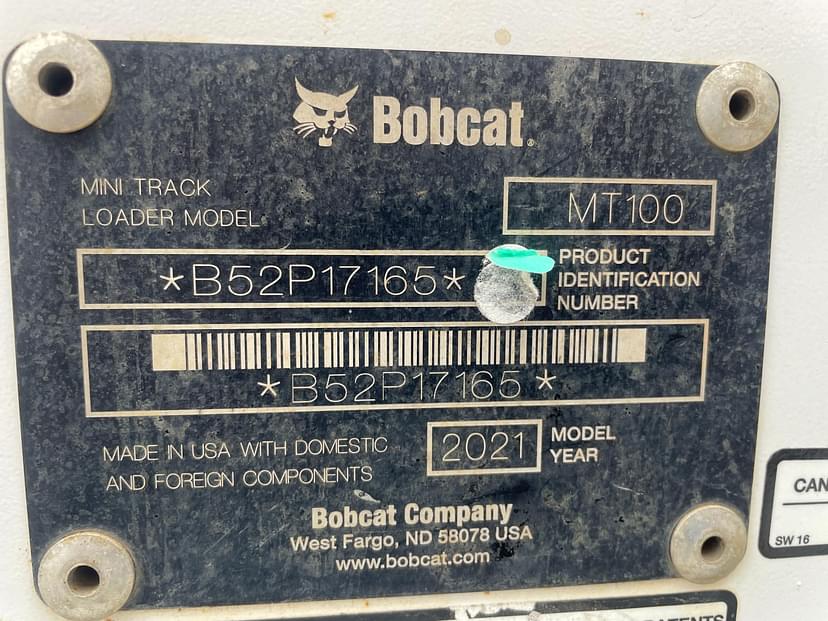 Bobcat®
MINI TRACK
LOADER MODEL
MT100
*B52P17165*
PRODUCT
IDENTIFICATION
NUMBER
*B52P17165*
MADE IN USA WITH DOMESTIC
AND FOREIGN COMPONENTS
2021
MODEL
YEAR
Bobcat Company
West Fargo, ND 58078 USA
www.bobcat.com
CAN
SW 16